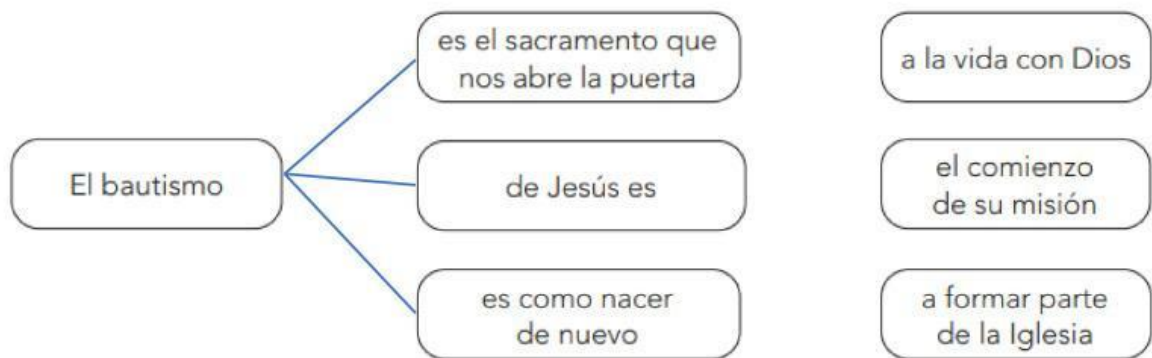 es el sacramento que
nos abre la puerta
a la vida con Dios
El bautismo
de Jesús es
el comienzo
de su misión
es como nacer
de nuevo
a formar parte
de la Iglesia